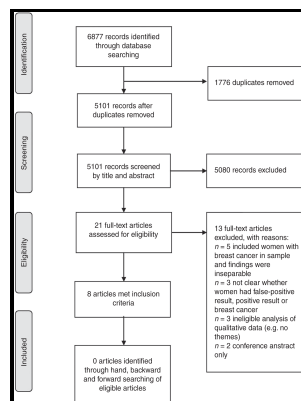 Identification
6877 records identified
through database
searching
1776 duplicates removed
5101 records after
duplicates removed
Screening
5101 records screened
by title and abstract
5080 records excluded
Eligibility
21 full-text articles
assessed for eligibility
13 full-text articles
excluded, with reasons:
n = 5 included women with
breast cancer in sample
and findings were
inseparable
n = 3 not clear whether
women had false-positive
result, positive result or
breast cancer
n = 3 ineligible analysis of
qualitative data (e.g. no
themes)
n = 2 conference anstract
only
8 articles met inclusion
criteria
Included
0 articles identified
through hand, backward
and forward searching of
eligible articles